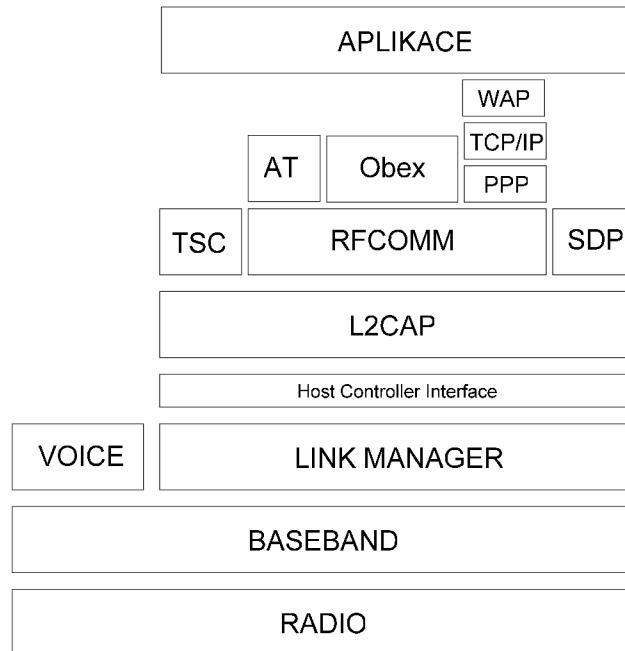 APLIKACE
WAP
TCP/IP
AT
Obex
PPP
TSC
RFCOMM
SDP
L2CAP
Host Controller Interface
VOICE
LINK MANAGER
BASEBAND
RADIO